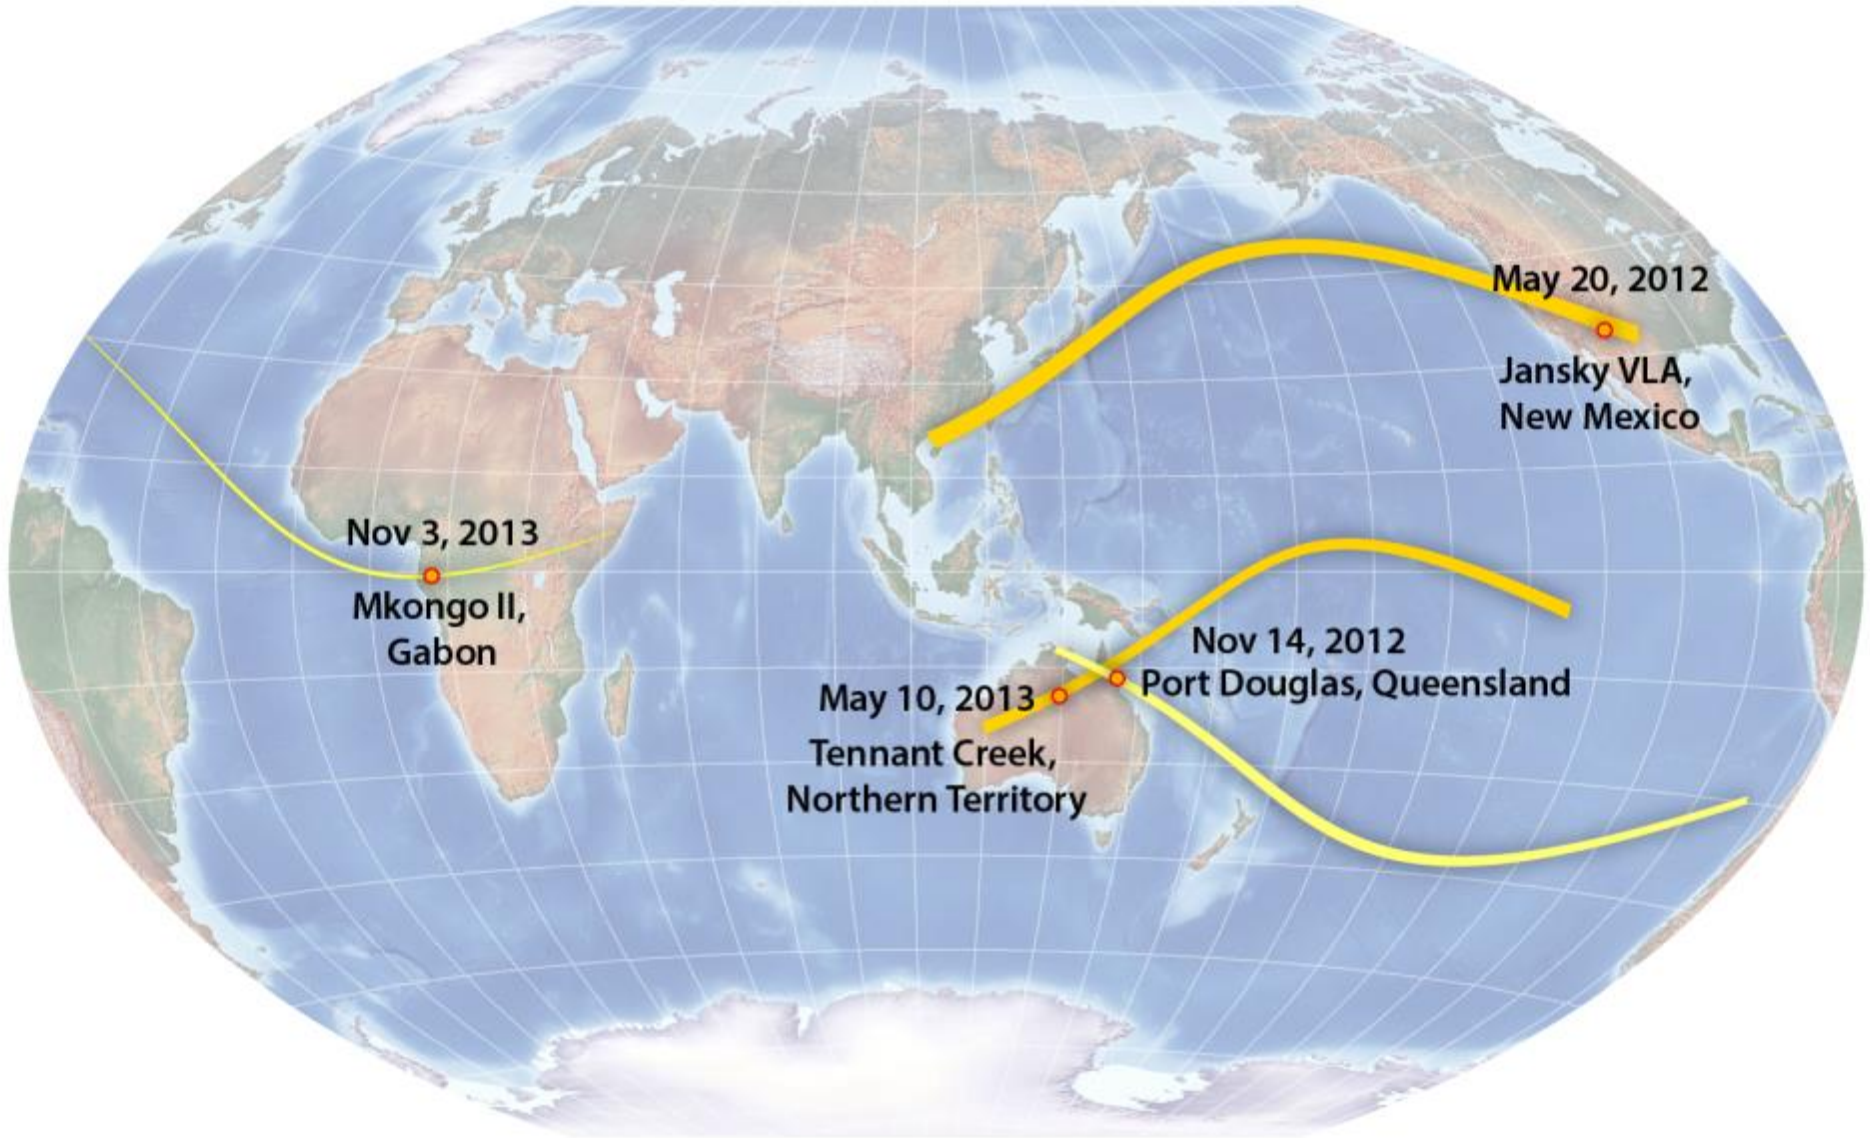 May 20, 2012
Jansky VLA,
New Mexico
Nov 3, 2013
Mkongo II,
Gabon
Nov 14, 2012
Port Douglas, Queensland
May 10, 2013
Tennant Creek,
Northern Territory